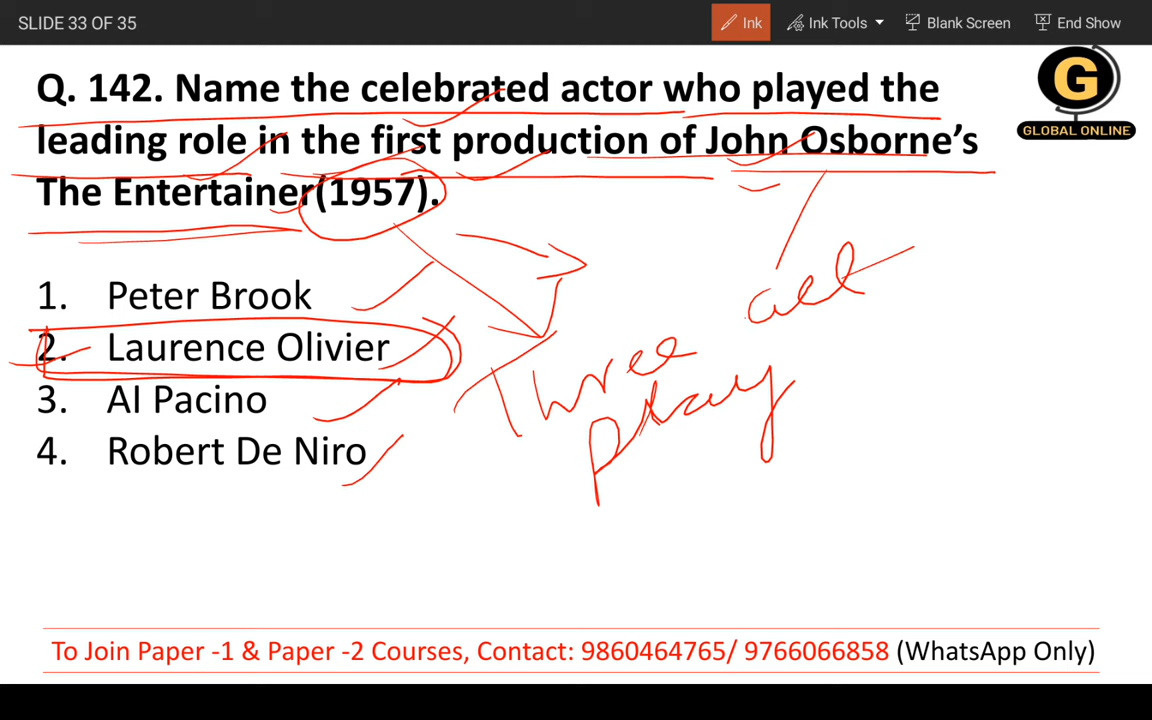 SLIDE 33 OF 35
Ink
Ink Tools
Blank Screen
End Show
G
GLOBAL ONLINE
Q. 142. Name the celebrated actor who played the
leading role in the first production of John Osborne’s
The Entertainer(1957).
1. Peter Brook
2. Laurence Olivier
3. Al Pacino
4. Robert De Niro
Three act
play
To Join Paper -1 & Paper -2 Courses, Contact: 9860464765/ 9766066858 (WhatsApp Only)